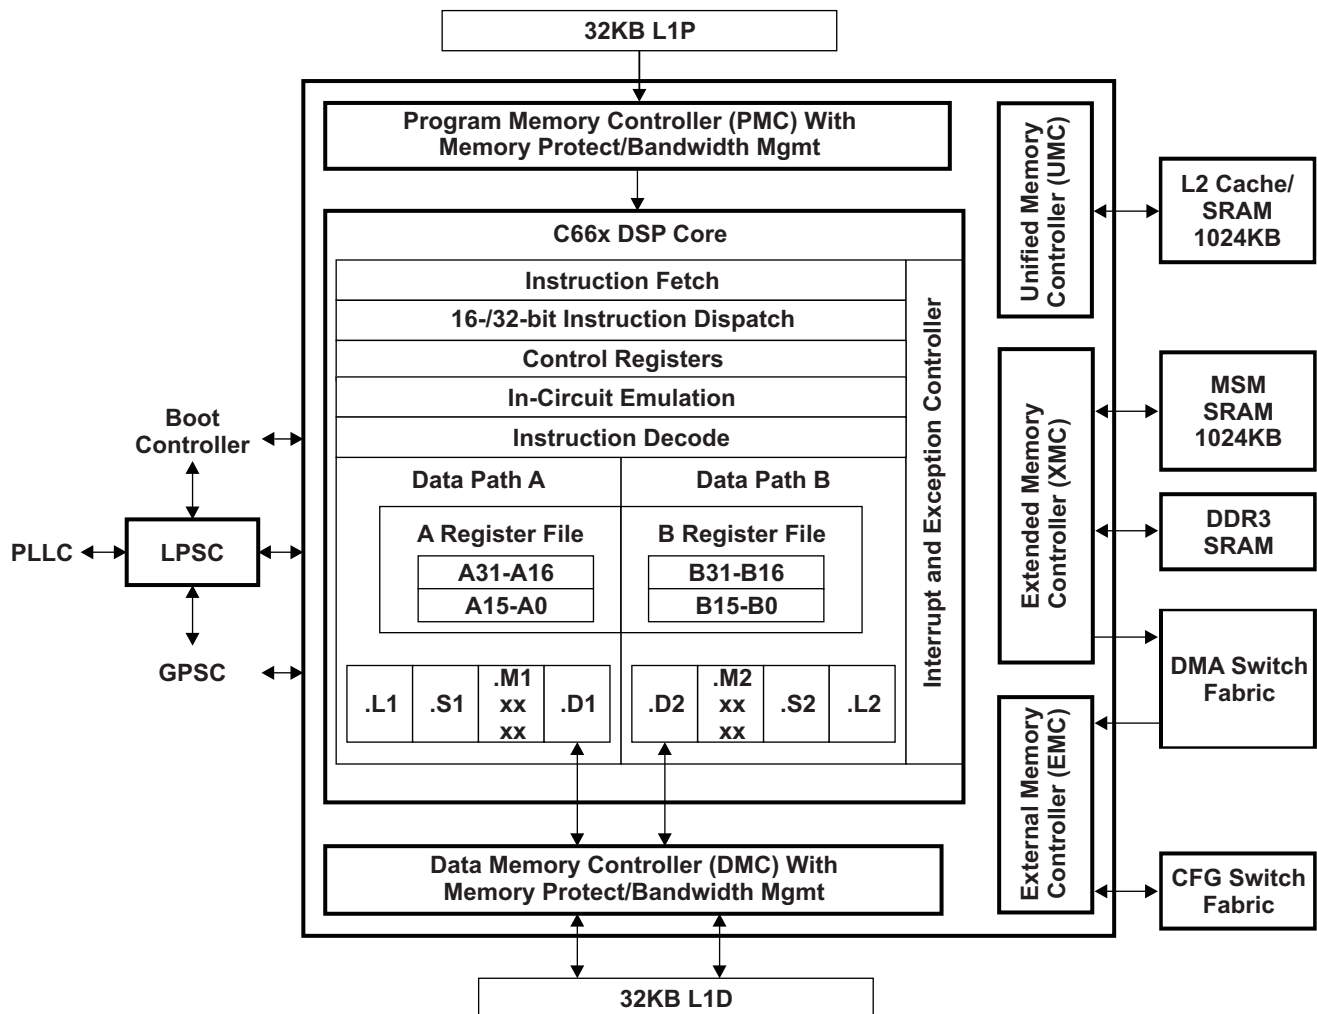 32KB L1P
Program Memory Controller (PMC) With
Memory Protect/Bandwidth Mgmt
C66x DSP Core
Instruction Fetch
16-/32-bit Instruction Dispatch
Control Registers
In-Circuit Emulation
Instruction Decode
Data Path A
Data Path B
A Register File
B Register File
A31-A16
A15-A0
B31-B16
B15-B0
.L1
.S1
.M1
xx
xx
.D1
.D2
.M2
xx
xx
.S2
.L2
Interrupt and Exception Controller
Data Memory Controller (DMC) With
Memory Protect/Bandwidth Mgmt
32KB L1D
Boot
Controller
PLLC
LPSC
GPSC
Unified Memory
Controller (UMC)
Extended Memory
Controller (XMC)
External Memory
Controller (EMC)
L2 Cache/
SRAM
1024KB
MSM
SRAM
1024KB
DDR3
SRAM
DMA Switch
Fabric
CFG Switch
Fabric